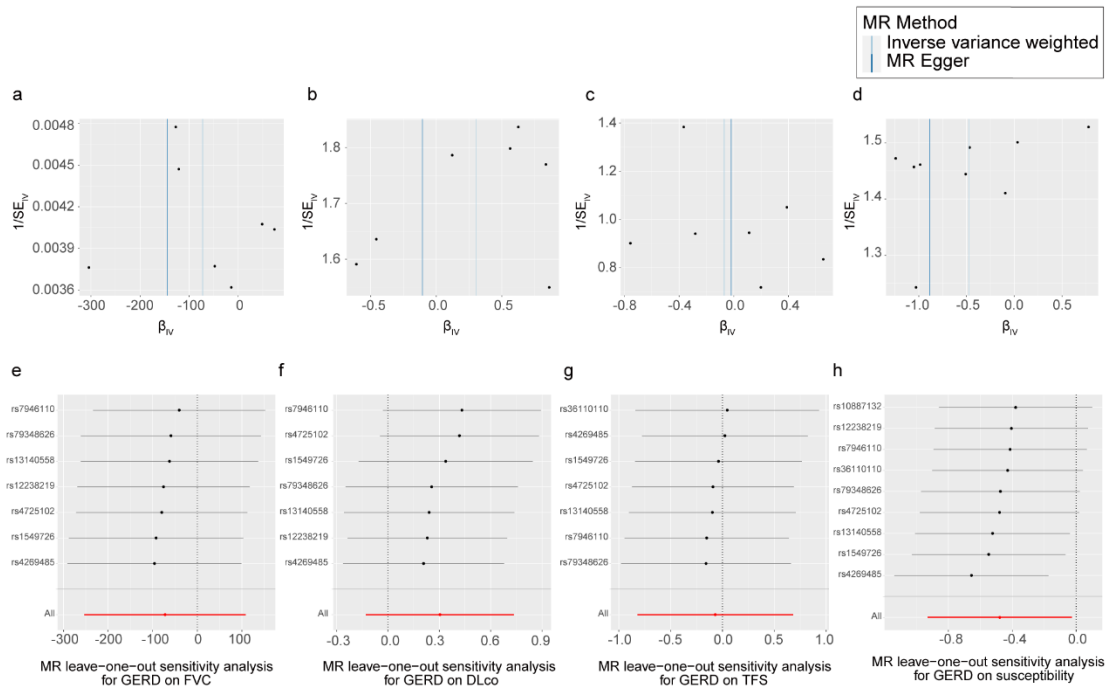 MR Method
Inverse variance weighted
MR Egger
a
b
c
d
0.0048
0.0045
0.0042
0.0039
0.0036
1/SE_IV
-300
-200
-100
0
β_IV
1.8
1.7
1.6
1/SE_IV
-0.5
0.0
0.5
β_IV
1.4
1.2
1.0
0.8
1/SE_IV
-0.8
-0.4
0.0
0.4
β_IV
1.5
1.4
1.3
1/SE_IV
-1.0
-0.5
0.0
0.5
β_IV
e
f
g
h
rs7946110
rs79348626
rs13140558
rs12238219
rs4725102
rs1549726
rs4269485
All
-300
-200
-100
0
100
MR leave−one−out sensitivity analysis
for GERD on FVC
rs7946110
rs4725102
rs1549726
rs79348626
rs13140558
rs12238219
rs4269485
All
-0.3
0.0
0.3
0.6
0.9
MR leave−one−out sensitivity analysis
for GERD on DLco
rs36110110
rs4269485
rs1549726
rs4725102
rs13140558
rs7946110
rs79348626
All
-1.0
-0.5
0.0
0.5
1.0
MR leave−one−out sensitivity analysis
for GERD on TFS
rs10887132
rs12238219
rs7946110
rs36110110
rs79348626
rs4725102
rs13140558
rs1549726
rs4269485
All
-0.8
-0.4
0.0
MR leave−one−out sensitivity analysis
for GERD on susceptibility